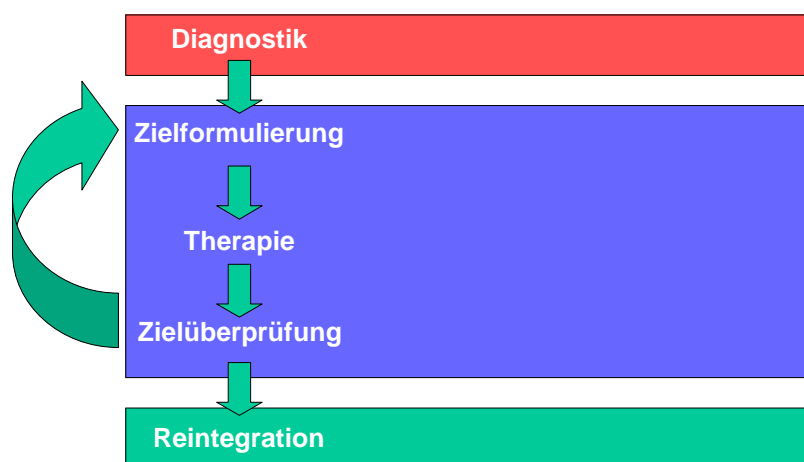 Diagnostik
Zielformulierung
Therapie
Zielüberprüfung
Reintegration